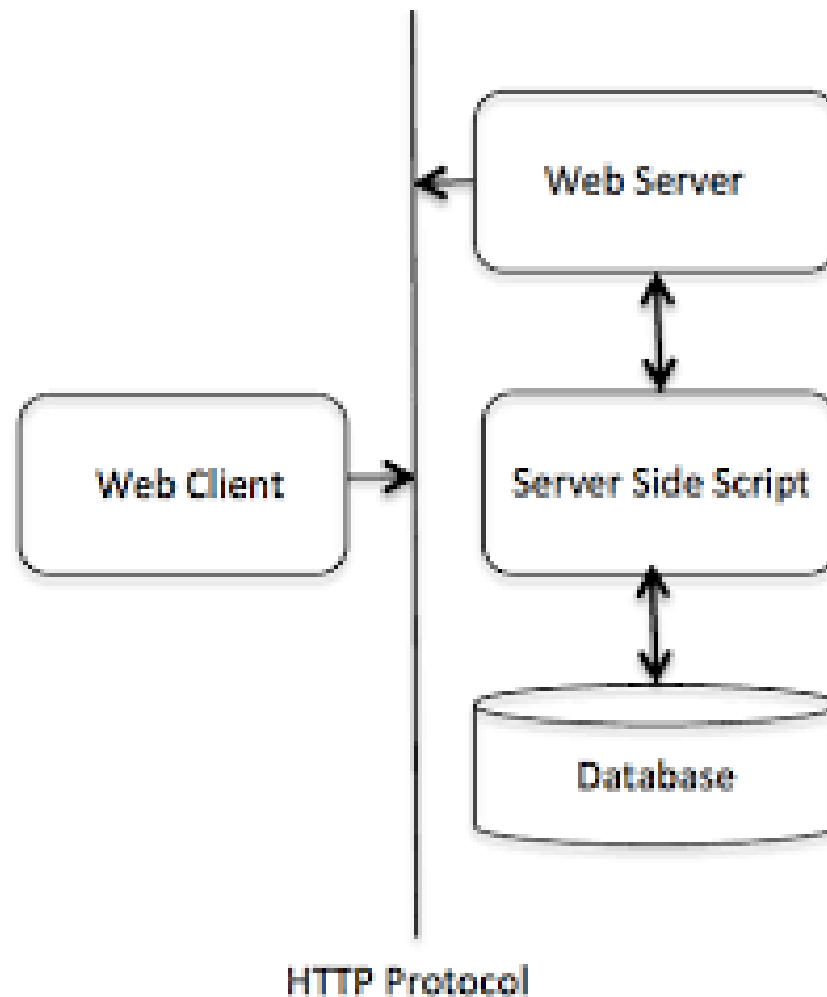 Web Server
Web Client
Server Side Script
Database
HTTP Protocol